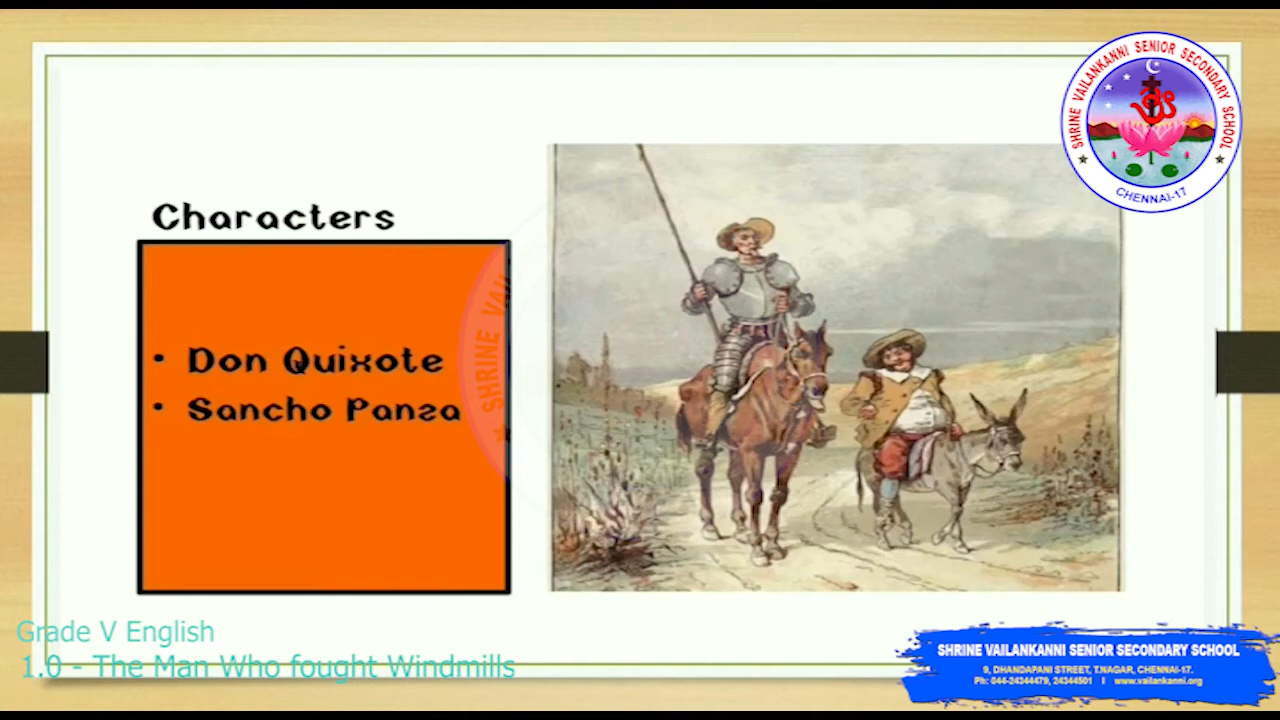 SHRINE VAILANKANNI SENIOR SECONDARY SCHOOL
CHENNAI-17
Characters
• Don Quixote
• Sancho Panza
SHRINE VAIL
Grade V English
1.0 - The Man Who fought Windmills
SHRINE VAILANKANNI SENIOR SECONDARY SCHOOL
9, DHANDAPANI STREET, T.NAGAR, CHENNAI-17.
Ph: 044-24344479, 24344501 I www.vailankanni.org